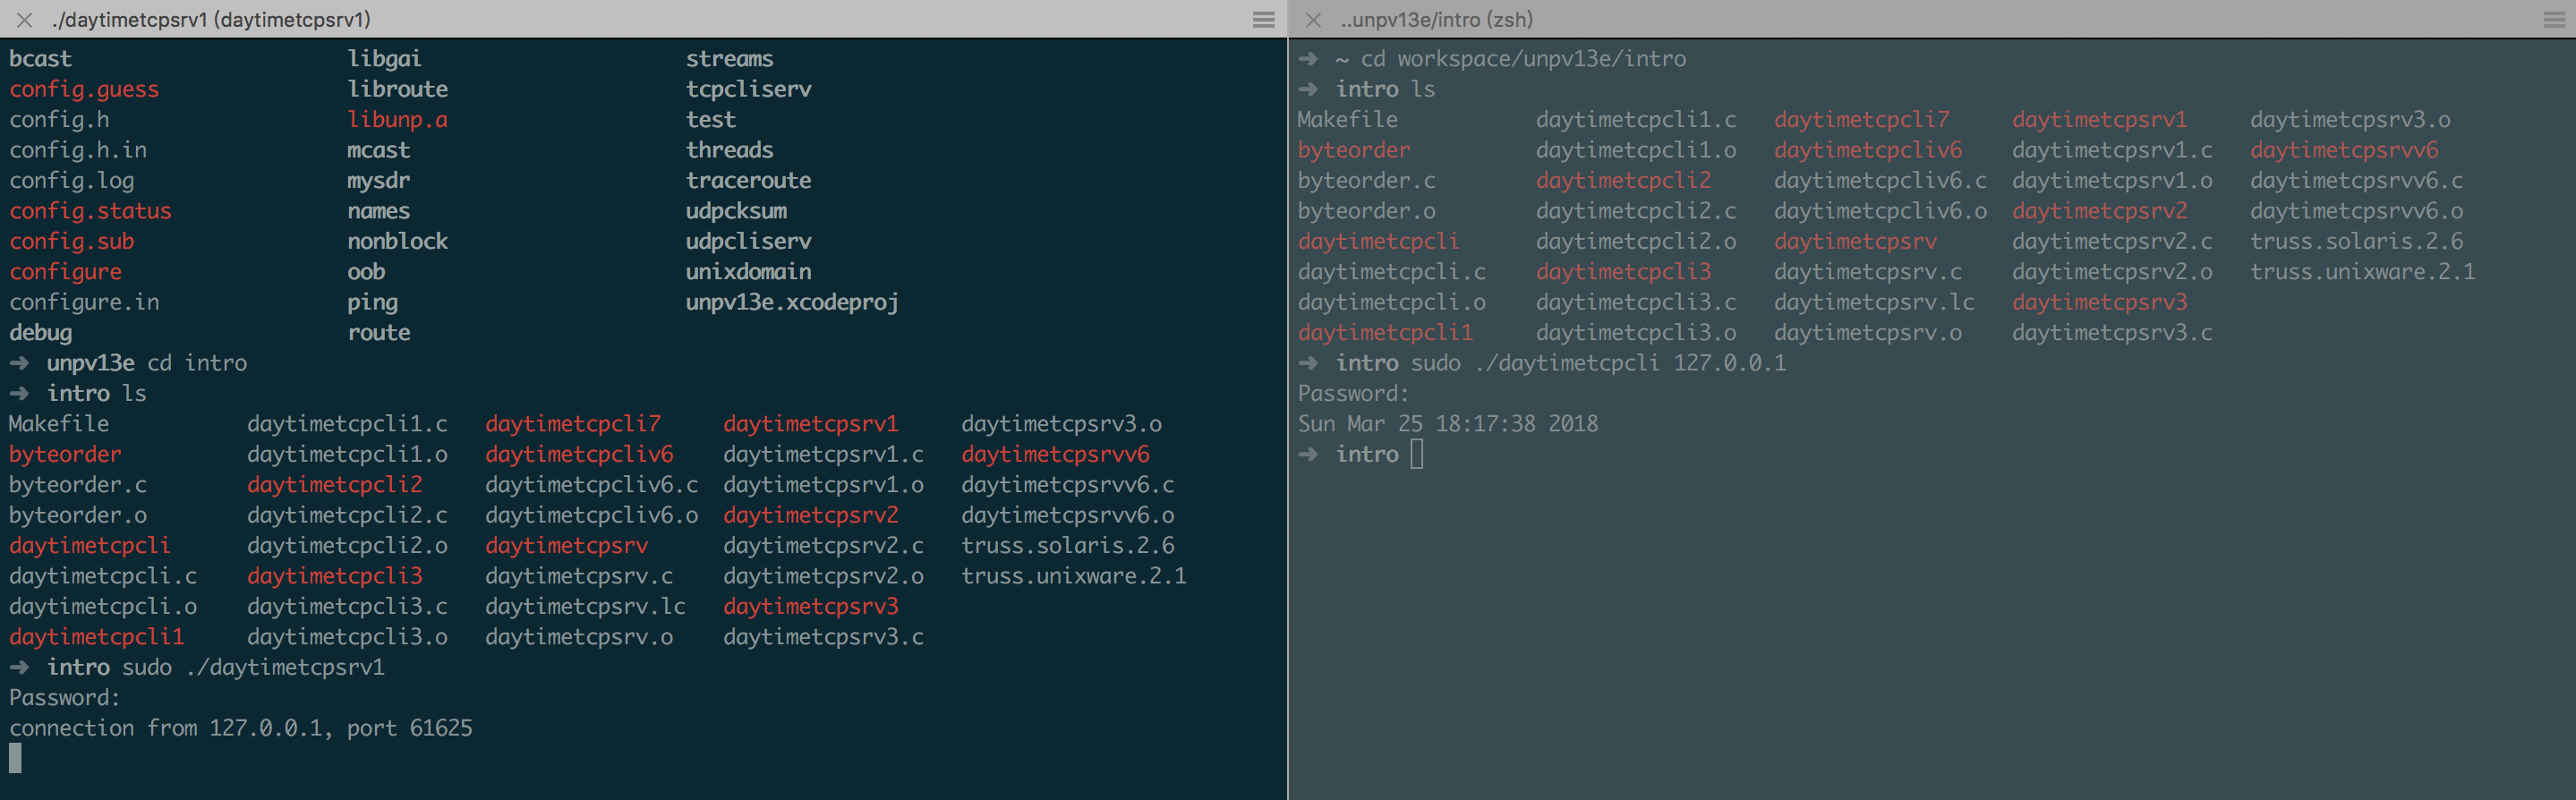 ./daytimetcpsrv1 (daytimetcpsrv1)
bcast libgai streams
config.guess libroute tcpcliserv
config.h libunp.a test
config.h.in mcast threads
config.log mysdr traceroute
config.status names udpcksum
config.sub nonblock udpcliserv
configure oob unixdomain
configure.in ping unpv13e.xcodeproj
debug route
➜ unpv13e cd intro
➜ intro ls
Makefile daytimetcpcli1.c daytimetcpcli7 daytimetcpsrv1 daytimetcpsrv3.o
byteorder daytimetcpcli1.o daytimetcpcliv6 daytimetcpsrv1.c daytimetcpsrvv6
byteorder.c daytimetcpcli2 daytimetcpcliv6.c daytimetcpsrv1.o daytimetcpsrvv6.c
byteorder.o daytimetcpcli2.c daytimetcpcliv6.o daytimetcpsrv2 daytimetcpsrvv6.o
daytimetcpcli daytimetcpcli2.o daytimetcpsrv daytimetcpsrv2.c truss.solaris.2.6
daytimetcpcli.c daytimetcpcli3 daytimetcpsrv.c daytimetcpsrv2.o truss.unixware.2.1
daytimetcpcli.o daytimetcpcli3.c daytimetcpsrv.lc daytimetcpsrv3
daytimetcpcli1 daytimetcpcli3.o daytimetcpsrv.o daytimetcpsrv3.c
➜ intro sudo ./daytimetcpsrv1
Password:
connection from 127.0.0.1, port 61625
..unpv13e/intro (zsh)
➜ ~ cd workspace/unpv13e/intro
➜ intro ls
Makefile daytimetcpcli1.c daytimetcpcli7 daytimetcpsrv1 daytimetcpsrv3.o
byteorder daytimetcpcli1.o daytimetcpcliv6 daytimetcpsrv1.c daytimetcpsrvv6
byteorder.c daytimetcpcli2 daytimetcpcliv6.c daytimetcpsrv1.o daytimetcpsrvv6.c
byteorder.o daytimetcpcli2.c daytimetcpcliv6.o daytimetcpsrv2 daytimetcpsrvv6.o
daytimetcpcli daytimetcpcli2.o daytimetcpsrv daytimetcpsrv2.c truss.solaris.2.6
daytimetcpcli.c daytimetcpcli3 daytimetcpsrv.c daytimetcpsrv2.o truss.unixware.2.1
daytimetcpcli.o daytimetcpcli3.c daytimetcpsrv.lc daytimetcpsrv3
daytimetcpcli1 daytimetcpcli3.o daytimetcpsrv.o daytimetcpsrv3.c
➜ intro sudo ./daytimetcpcli 127.0.0.1
Password:
Sun Mar 25 18:17:38 2018
➜ intro